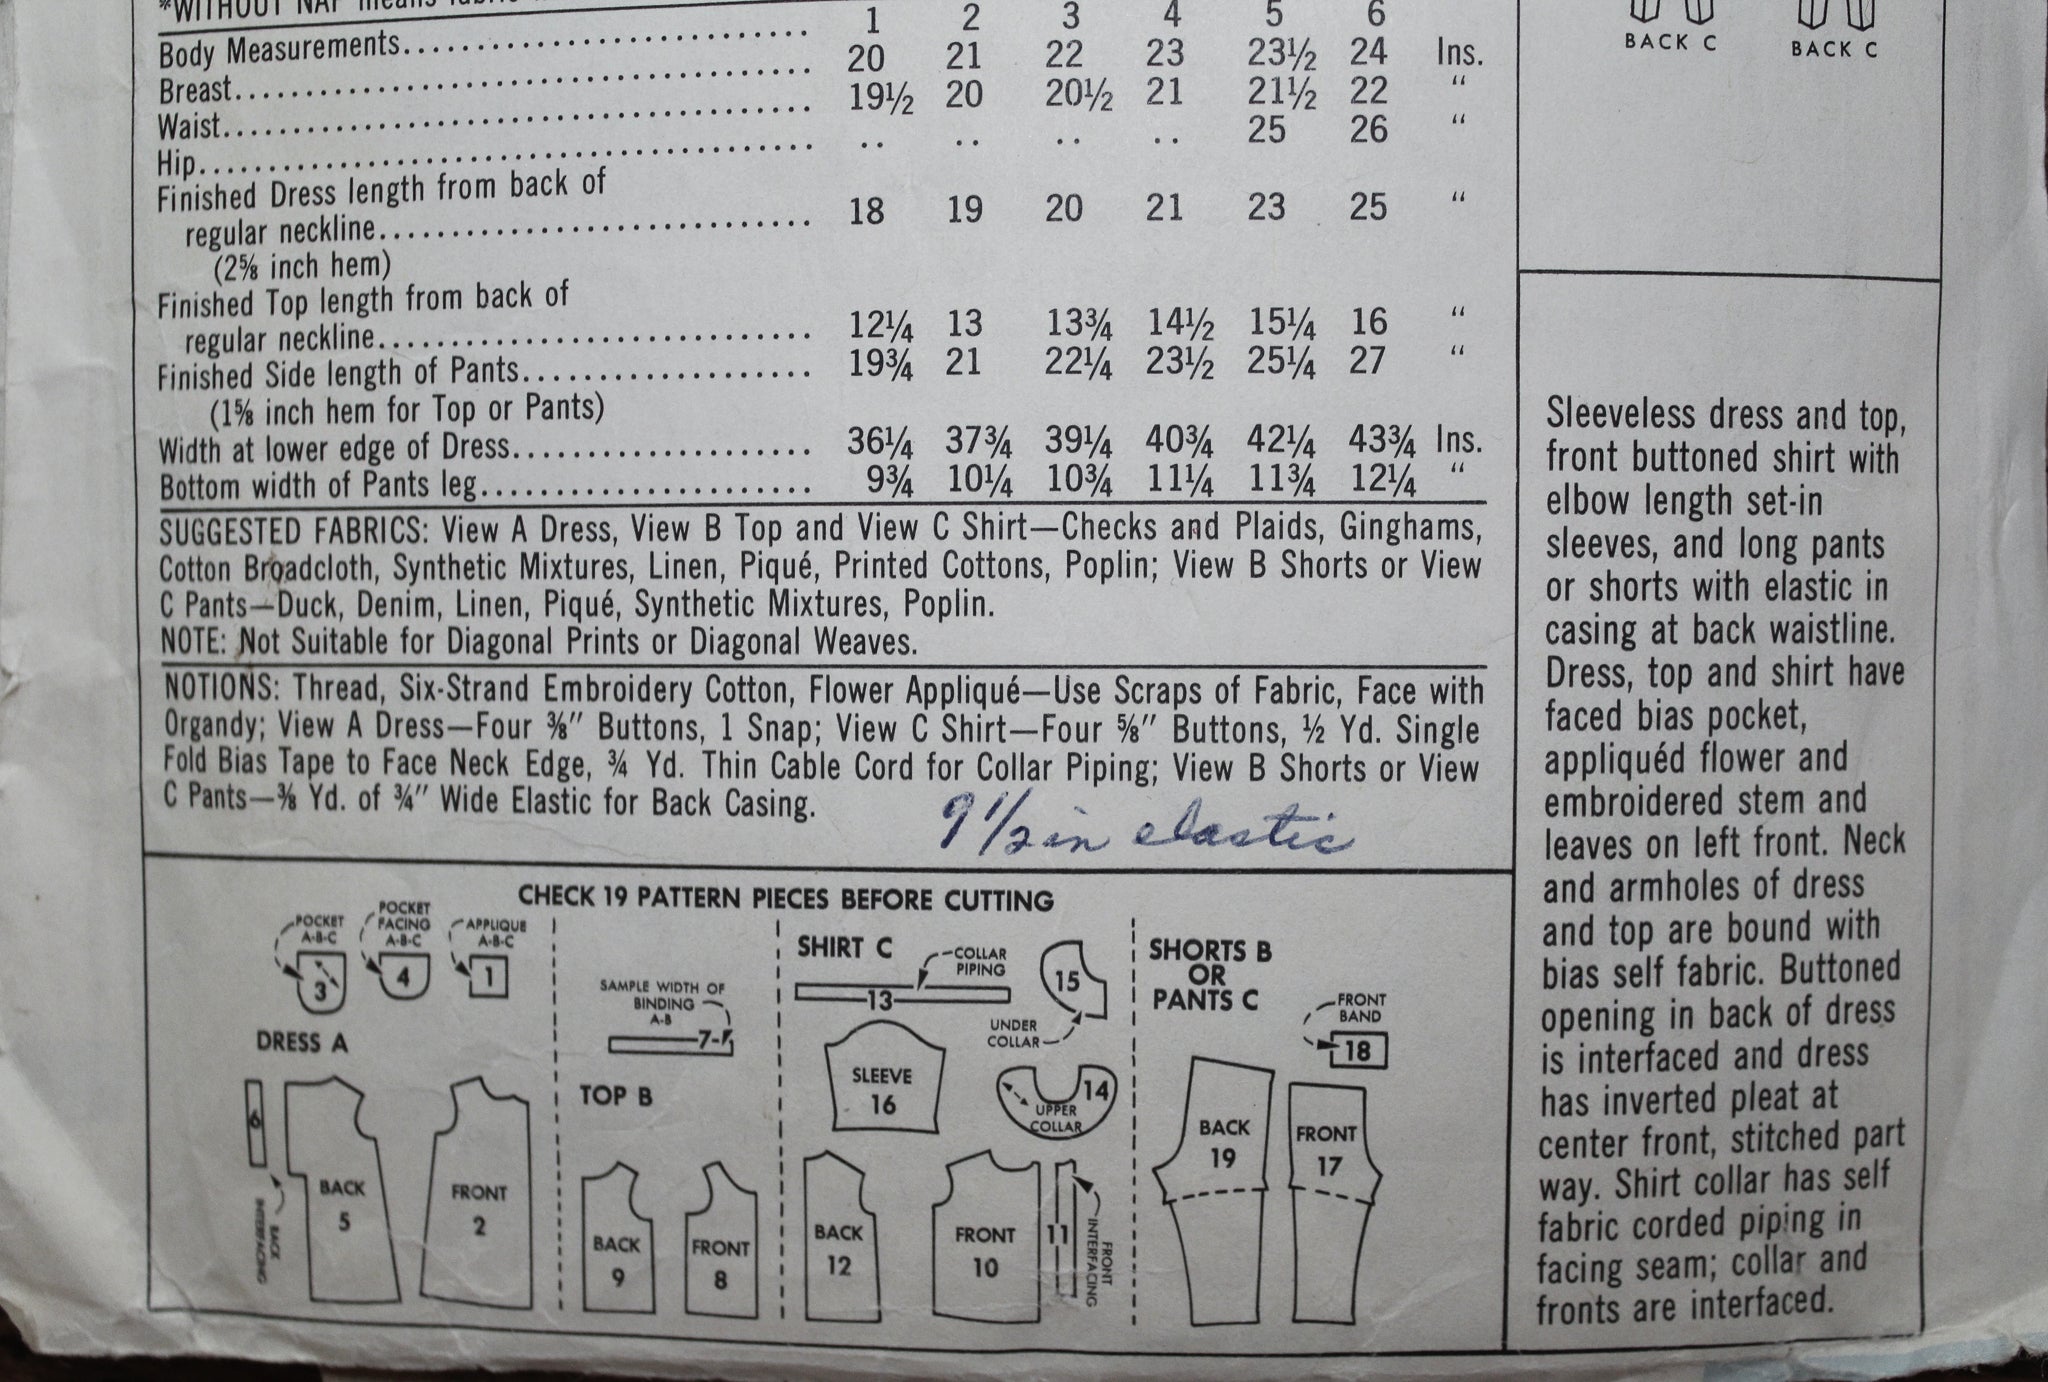 *WITHOUT NAP means fabric
Body Measurements 1 2 3 4 5 6
Breast 20 21 22 23 23½ 24 Ins.
Waist 19½ 20 20½ 21 21½ 22 “
Hip .. .. .. .. 25 26 “
Finished Dress length from back of
regular neckline 18 19 20 21 23 25 “
(2⅝ inch hem)
Finished Top length from back of
regular neckline 12¼ 13 13¾ 14½ 15¼ 16 “
Finished Side length of Pants 19¾ 21 22¼ 23½ 25¼ 27 “
(1⅝ inch hem for Top or Pants)
Width at lower edge of Dress 36¼ 37¾ 39¼ 40¾ 42¼ 43¾ Ins.
Bottom width of Pants leg 9¾ 10¼ 10¾ 11¼ 11¾ 12¼ “
SUGGESTED FABRICS: View A Dress, View B Top and View C Shirt—Checks and Plaids, Ginghams,
Cotton Broadcloth, Synthetic Mixtures, Linen, Piqué, Printed Cottons, Poplin; View B Shorts or View
C Pants—Duck, Denim, Linen, Piqué, Synthetic Mixtures, Poplin.
NOTE: Not Suitable for Diagonal Prints or Diagonal Weaves.
NOTIONS: Thread, Six-Strand Embroidery Cotton, Flower Appliqué—Use Scraps of Fabric, Face with
Organdy; View A Dress—Four ⅜″ Buttons, 1 Snap; View C Shirt—Four ⅝″ Buttons, ½ Yd. Single
Fold Bias Tape to Face Neck Edge, ¾ Yd. Thin Cable Cord for Collar Piping; View B Shorts or View
C Pants—⅜ Yd. of ¾″ Wide Elastic for Back Casing.
9 1/2 in elastic
CHECK 19 PATTERN PIECES BEFORE CUTTING
POCKET
A-B-C
3
POCKET
FACING
A-B-C
4
APPLIQUE
A-B-C
1
DRESS A
6
BACK
INTERFACING
BACK
5
FRONT
2
SAMPLE WIDTH OF
BINDING
A-B
7
TOP B
BACK
9
FRONT
8
SHIRT C
COLLAR
PIPING
13
15
UNDER
COLLAR
SLEEVE
16
14
UPPER
COLLAR
BACK
12
FRONT
10
11
FRONT
INTERFACING
SHORTS B
OR
PANTS C
FRONT
BAND
18
BACK
19
FRONT
17
BACK C
BACK C
Sleeveless dress and top,
front buttoned shirt with
elbow length set-in
sleeves, and long pants
or shorts with elastic in
casing at back waistline.
Dress, top and shirt have
faced bias pocket,
appliquéd flower and
embroidered stem and
leaves on left front. Neck
and armholes of dress
and top are bound with
bias self fabric. Buttoned
opening in back of dress
is interfaced and dress
has inverted pleat at
center front, stitched part
way. Shirt collar has self
fabric corded piping in
facing seam; collar and
fronts are interfaced.